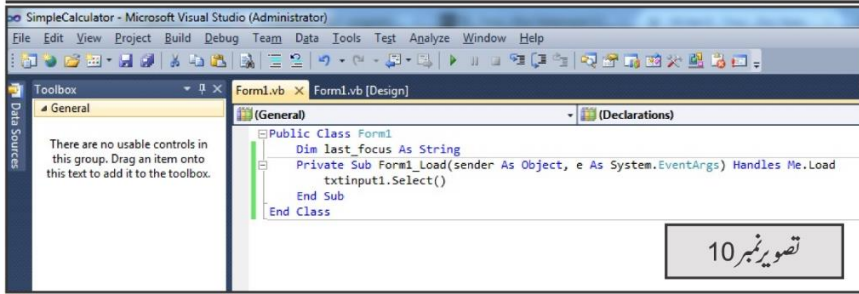 SimpleCalculator - Microsoft Visual Studio (Administrator)
File Edit View Project Build Debug Team Data Tools Test Analyze Window Help
Toolbox
Form1.vb Form1.vb [Design]
General
(General) (Declarations)
Data Sources
There are no usable controls in
this group. Drag an item onto
this text to add it to the toolbox.
Public Class Form1
Dim last_focus As String
Private Sub Form1_Load(sender As Object, e As System.EventArgs) Handles Me.Load
txtinput1.Select()
End Sub
End Class
تصویر نمبر 10